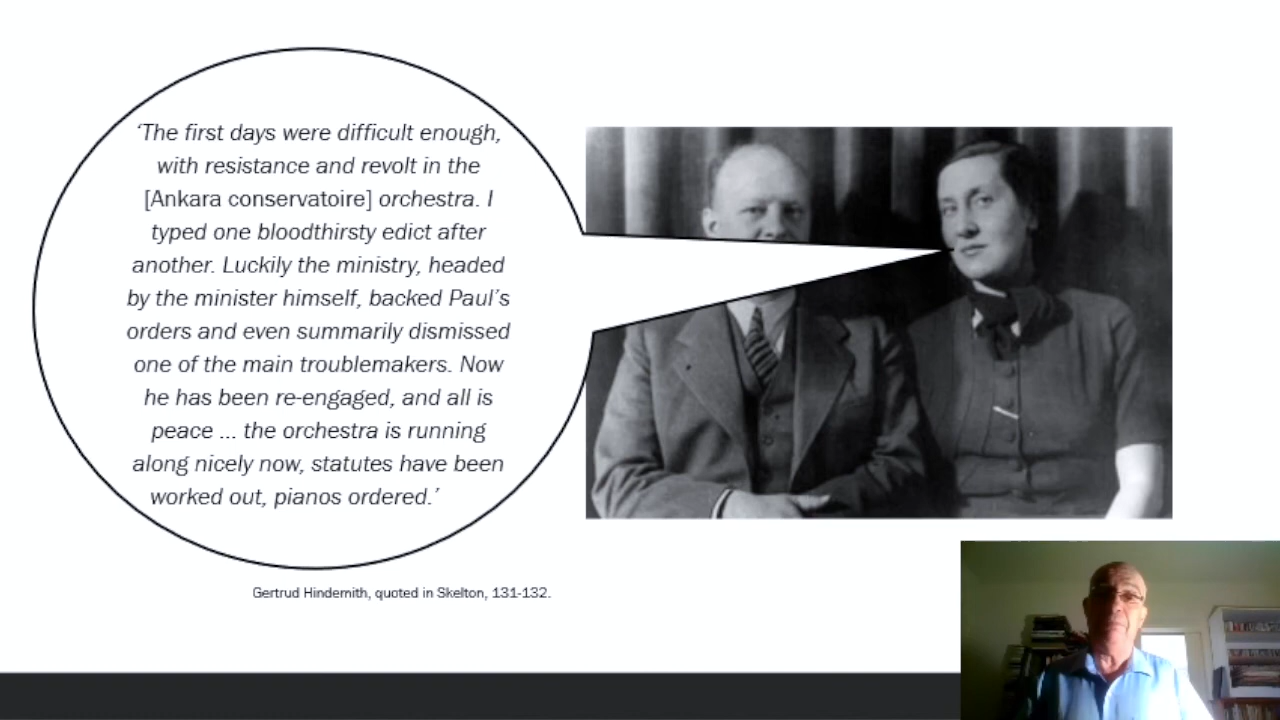 ‘The first days were difficult enough,
with resistance and revolt in the
[Ankara conservatoire] orchestra. I
typed one bloodthirsty edict after
another. Luckily the ministry, headed
by the minister himself, backed Paul’s
orders and even summarily dismissed
one of the main troublemakers. Now
he has been re-engaged, and all is
peace ... the orchestra is running
along nicely now, statutes have been
worked out, pianos ordered.’
Gertrud Hindemith, quoted in Skelton, 131-132.